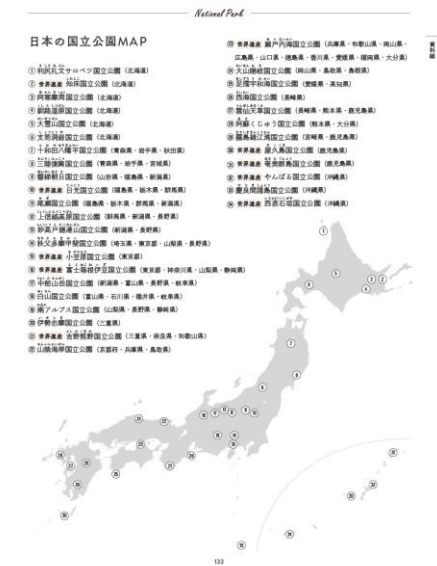 National Park
日本の国立公園MAP
資料編
① 利尻礼文サロベツ国立公園（北海道）
② 世界遺産 知床国立公園（北海道）
③ 阿寒摩周国立公園（北海道）
④ 釧路湿原国立公園（北海道）
⑤ 大雪山国立公園（北海道）
⑥ 支笏洞爺国立公園（北海道）
⑦ 十和田八幡平国立公園（青森県・岩手県・秋田県）
⑧ 三陸復興国立公園（青森県・岩手県・宮城県）
⑨ 磐梯朝日国立公園（山形県・福島県・新潟県）
⑩ 世界遺産 日光国立公園（福島県・栃木県・群馬県）
⑪ 尾瀬国立公園（福島県・栃木県・群馬県・新潟県）
⑫ 上信越高原国立公園（群馬県・新潟県・長野県）
⑬ 妙高戸隠連山国立公園（新潟県・長野県）
⑭ 秩父多摩甲斐国立公園（埼玉県・東京都・山梨県・長野県）
⑮ 世界遺産 小笠原国立公園（東京都）
⑯ 世界遺産 富士箱根伊豆国立公園（東京都・神奈川県・山梨県・静岡県）
⑰ 中部山岳国立公園（新潟県・富山県・長野県・岐阜県）
⑱ 白山国立公園（富山県・石川県・福井県・岐阜県）
⑲ 南アルプス国立公園（山梨県・長野県・静岡県）
⑳ 伊勢志摩国立公園（三重県）
㉑ 世界遺産 吉野熊野国立公園（三重県・奈良県・和歌山県）
㉒ 山陰海岸国立公園（京都府・兵庫県・鳥取県）
㉓ 世界遺産 瀬戸内海国立公園（兵庫県・和歌山県・岡山県・
広島県・山口県・徳島県・香川県・愛媛県・福岡県・大分県）
㉔ 大山隠岐国立公園（岡山県・鳥取県・島根県）
㉕ 足摺宇和海国立公園（愛媛県・高知県）
㉖ 西海国立公園（長崎県）
㉗ 雲仙天草国立公園（長崎県・熊本県・鹿児島県）
㉘ 阿蘇くじゅう国立公園（熊本県・大分県）
㉙ 霧島錦江湾国立公園（宮崎県・鹿児島県）
㉚ 世界遺産 屋久島国立公園（鹿児島県）
㉛ 世界遺産 奄美群島国立公園（鹿児島県）
㉜ 世界遺産 やんばる国立公園（沖縄県）
㉝ 慶良間諸島国立公園（沖縄県）
㉞ 世界遺産 西表石垣国立公園（沖縄県）
133